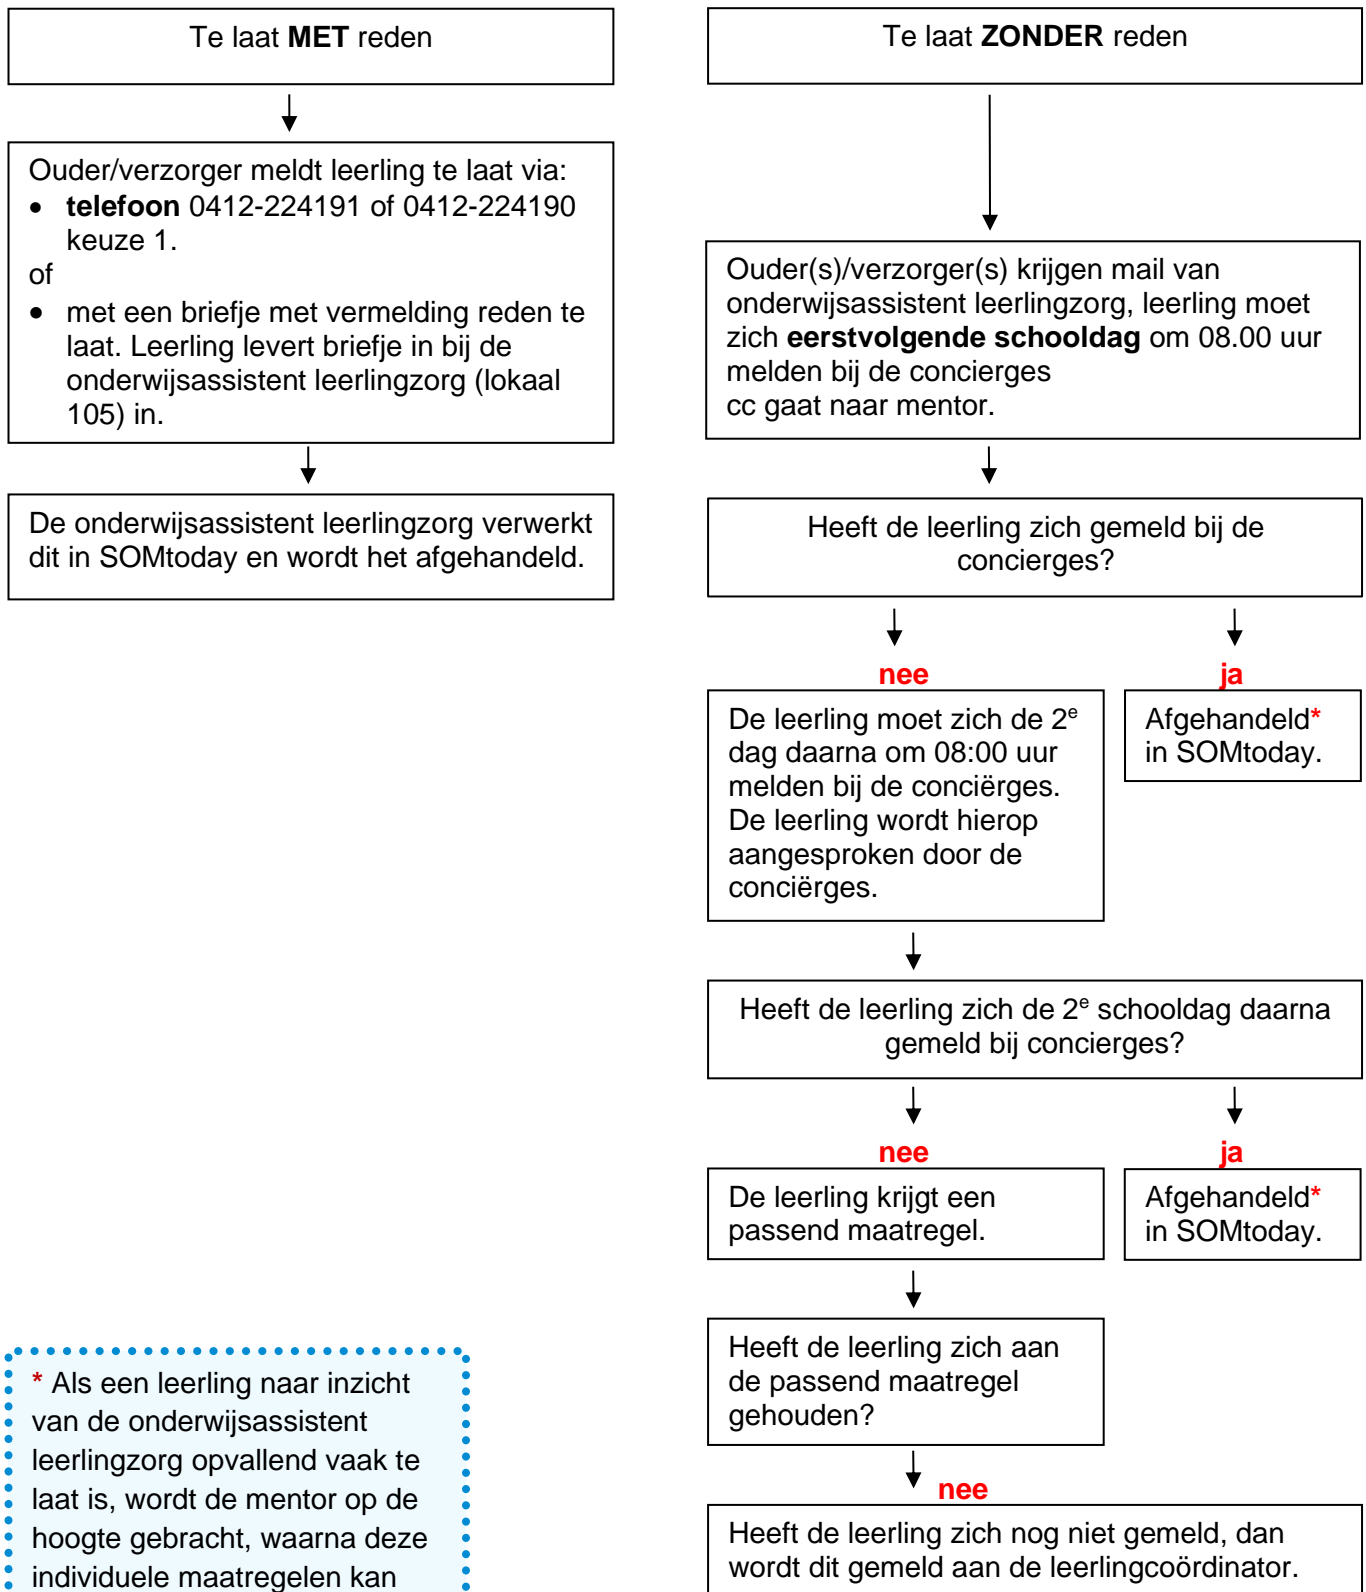 Te laat MET reden
Ouder/verzorger meldt leerling te laat via:
• telefoon 0412-224191 of 0412-224190
keuze 1.
of
• met een briefje met vermelding reden te
laat. Leerling levert briefje in bij de
onderwijsassistent leerlingzorg (lokaal
105) in.
De onderwijsassistent leerlingzorg verwerkt
dit in SOMtoday en wordt het afgehandeld.
Te laat ZONDER reden
Ouder(s)/verzorger(s) krijgen mail van
onderwijsassistent leerlingzorg, leerling moet
zich eerstvolgende schooldag om 08.00 uur
melden bij de concierges
cc gaat naar mentor.
Heeft de leerling zich gemeld bij de
concierges?
nee
De leerling moet zich de 2e
dag daarna om 08:00 uur
melden bij de conciërges.
De leerling wordt hierop
aangesproken door de
conciërges.
ja
Afgehandeld*
in SOMtoday.
Heeft de leerling zich de 2e schooldag daarna
gemeld bij concierges?
nee
De leerling krijgt een
passend maatregel.
ja
Afgehandeld*
in SOMtoday.
Heeft de leerling zich aan
de passend maatregel
gehouden?
nee
Heeft de leerling zich nog niet gemeld, dan
wordt dit gemeld aan de leerlingcoördinator.
* Als een leerling naar inzicht
van de onderwijsassistent
leerlingzorg opvallend vaak te
laat is, wordt de mentor op de
hoogte gebracht, waarna deze
individuele maatregelen kan